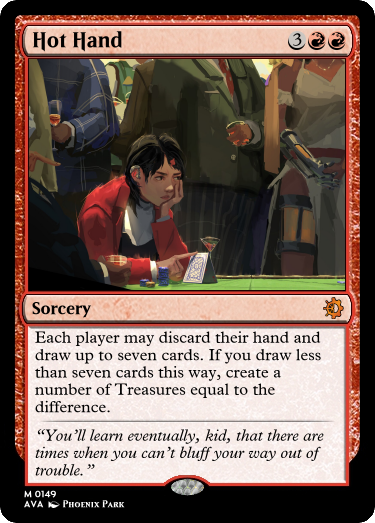 Hot Hand 3
Sorcery
Each player may discard their hand and
draw up to seven cards. If you draw less
than seven cards this way, create a
number of Treasures equal to the
difference.
“You’ll learn eventually, kid, that there are
times when you can’t bluff your way out of
trouble.”
M 0149
AVA Phoenix Park